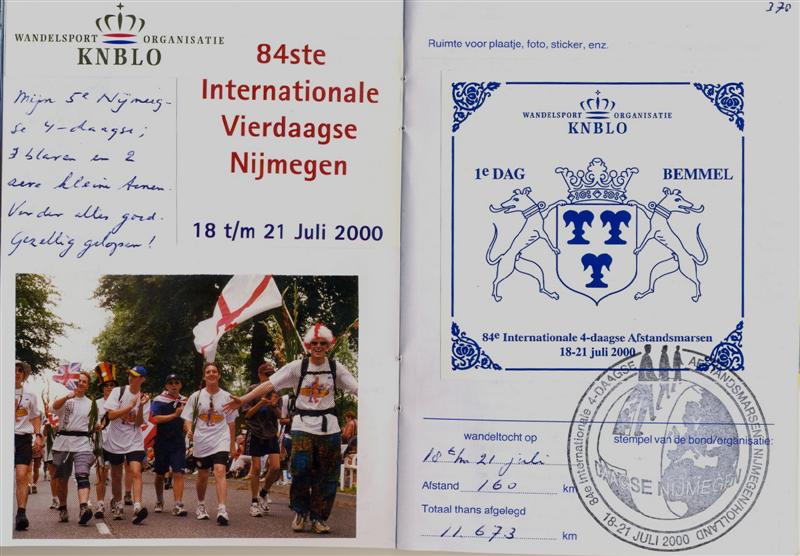 WANDELSPORT ORGANISATIE
KNBLO
84ste
Internationale
Vierdaagse
Nijmegen
18 t/m 21 Juli 2000
Mijn 5e Nijmeeg-
se 4-daagse;
7 blaren en 2
zere kleine tenen.
Verder alles goed.
Gezellig gelopen!
370
Ruimte voor plaatje, foto, sticker, enz.
WANDELSPORT ORGANISATIE
KNBLO
1e DAG BEMMEL
84e Internationale 4-daagse Afstandsmarsen
18-21 juli 2000
wandeltocht op
18 t/m 21 juli
Afstand 160 km
Totaal thans afgelegd
11.673 km
stempel van de bond/organisatie:
84e Internationale 4-DAAGSE AFSTANDSMARSEN NIJMEGEN/HOLLAND
NIJMEGEN
18-21 JULI 2000